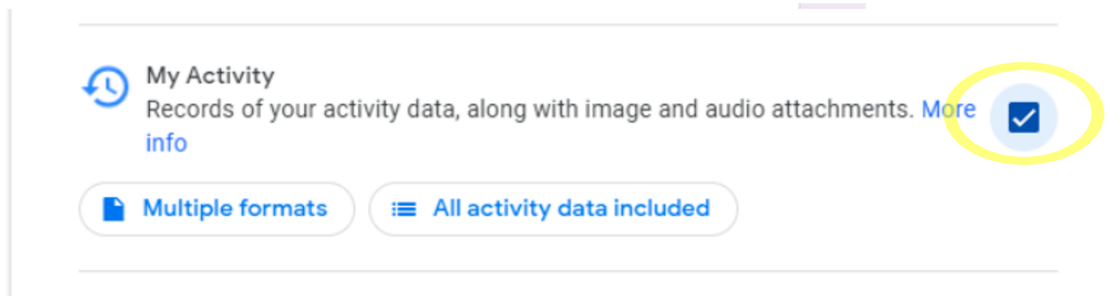 My Activity
Records of your activity data, along with image and audio attachments. More
info
Multiple formats
All activity data included